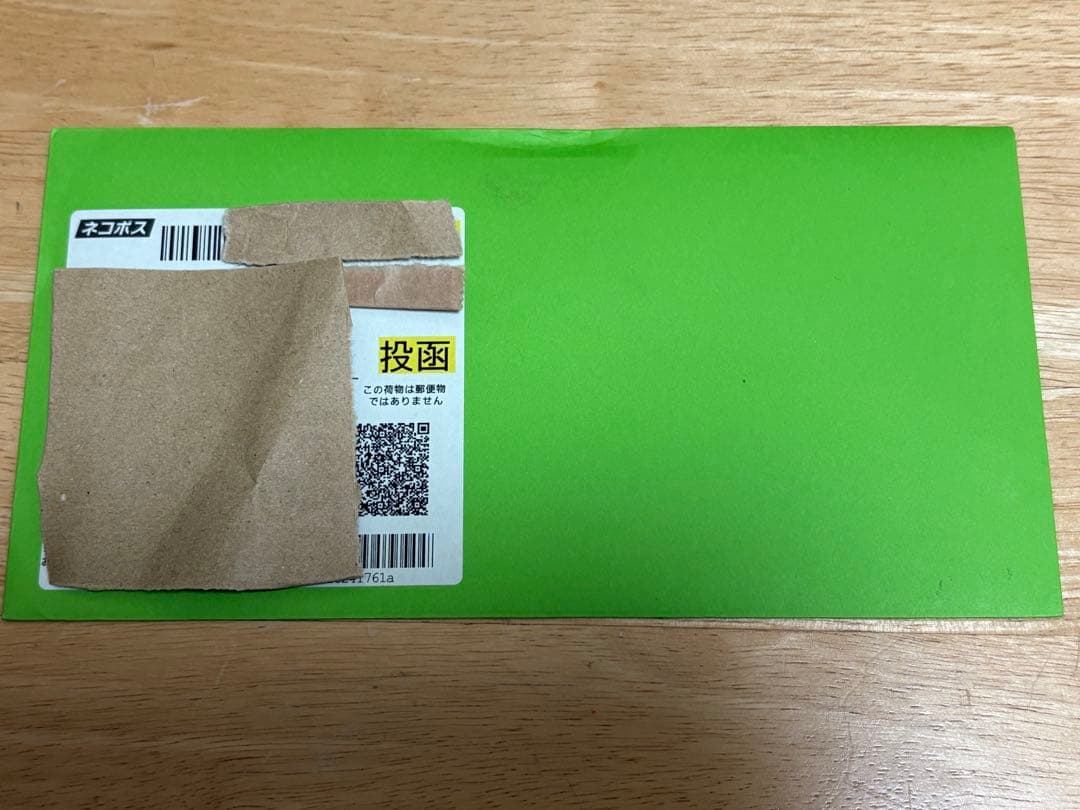 ネコポス
投函
この荷物は郵便物
ではありません
241761a